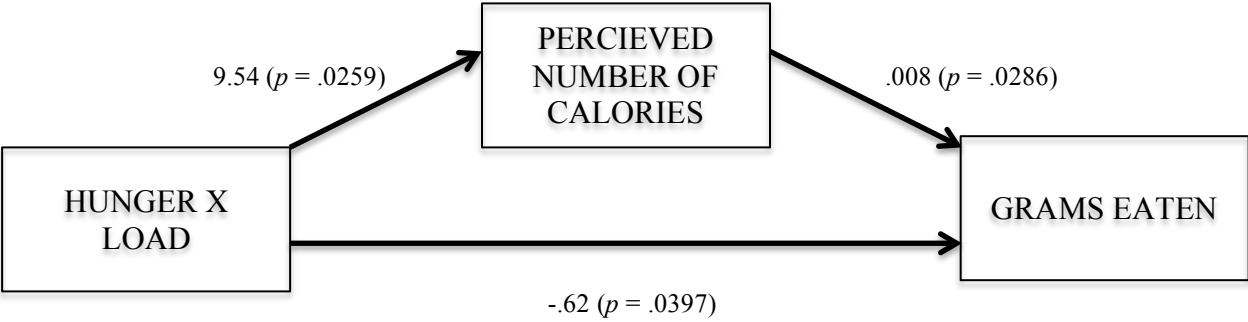 PERCIEVED
NUMBER OF
CALORIES
9.54 (p = .0259)
.008 (p = .0286)
HUNGER X
LOAD
GRAMS EATEN
-.62 (p = .0397)